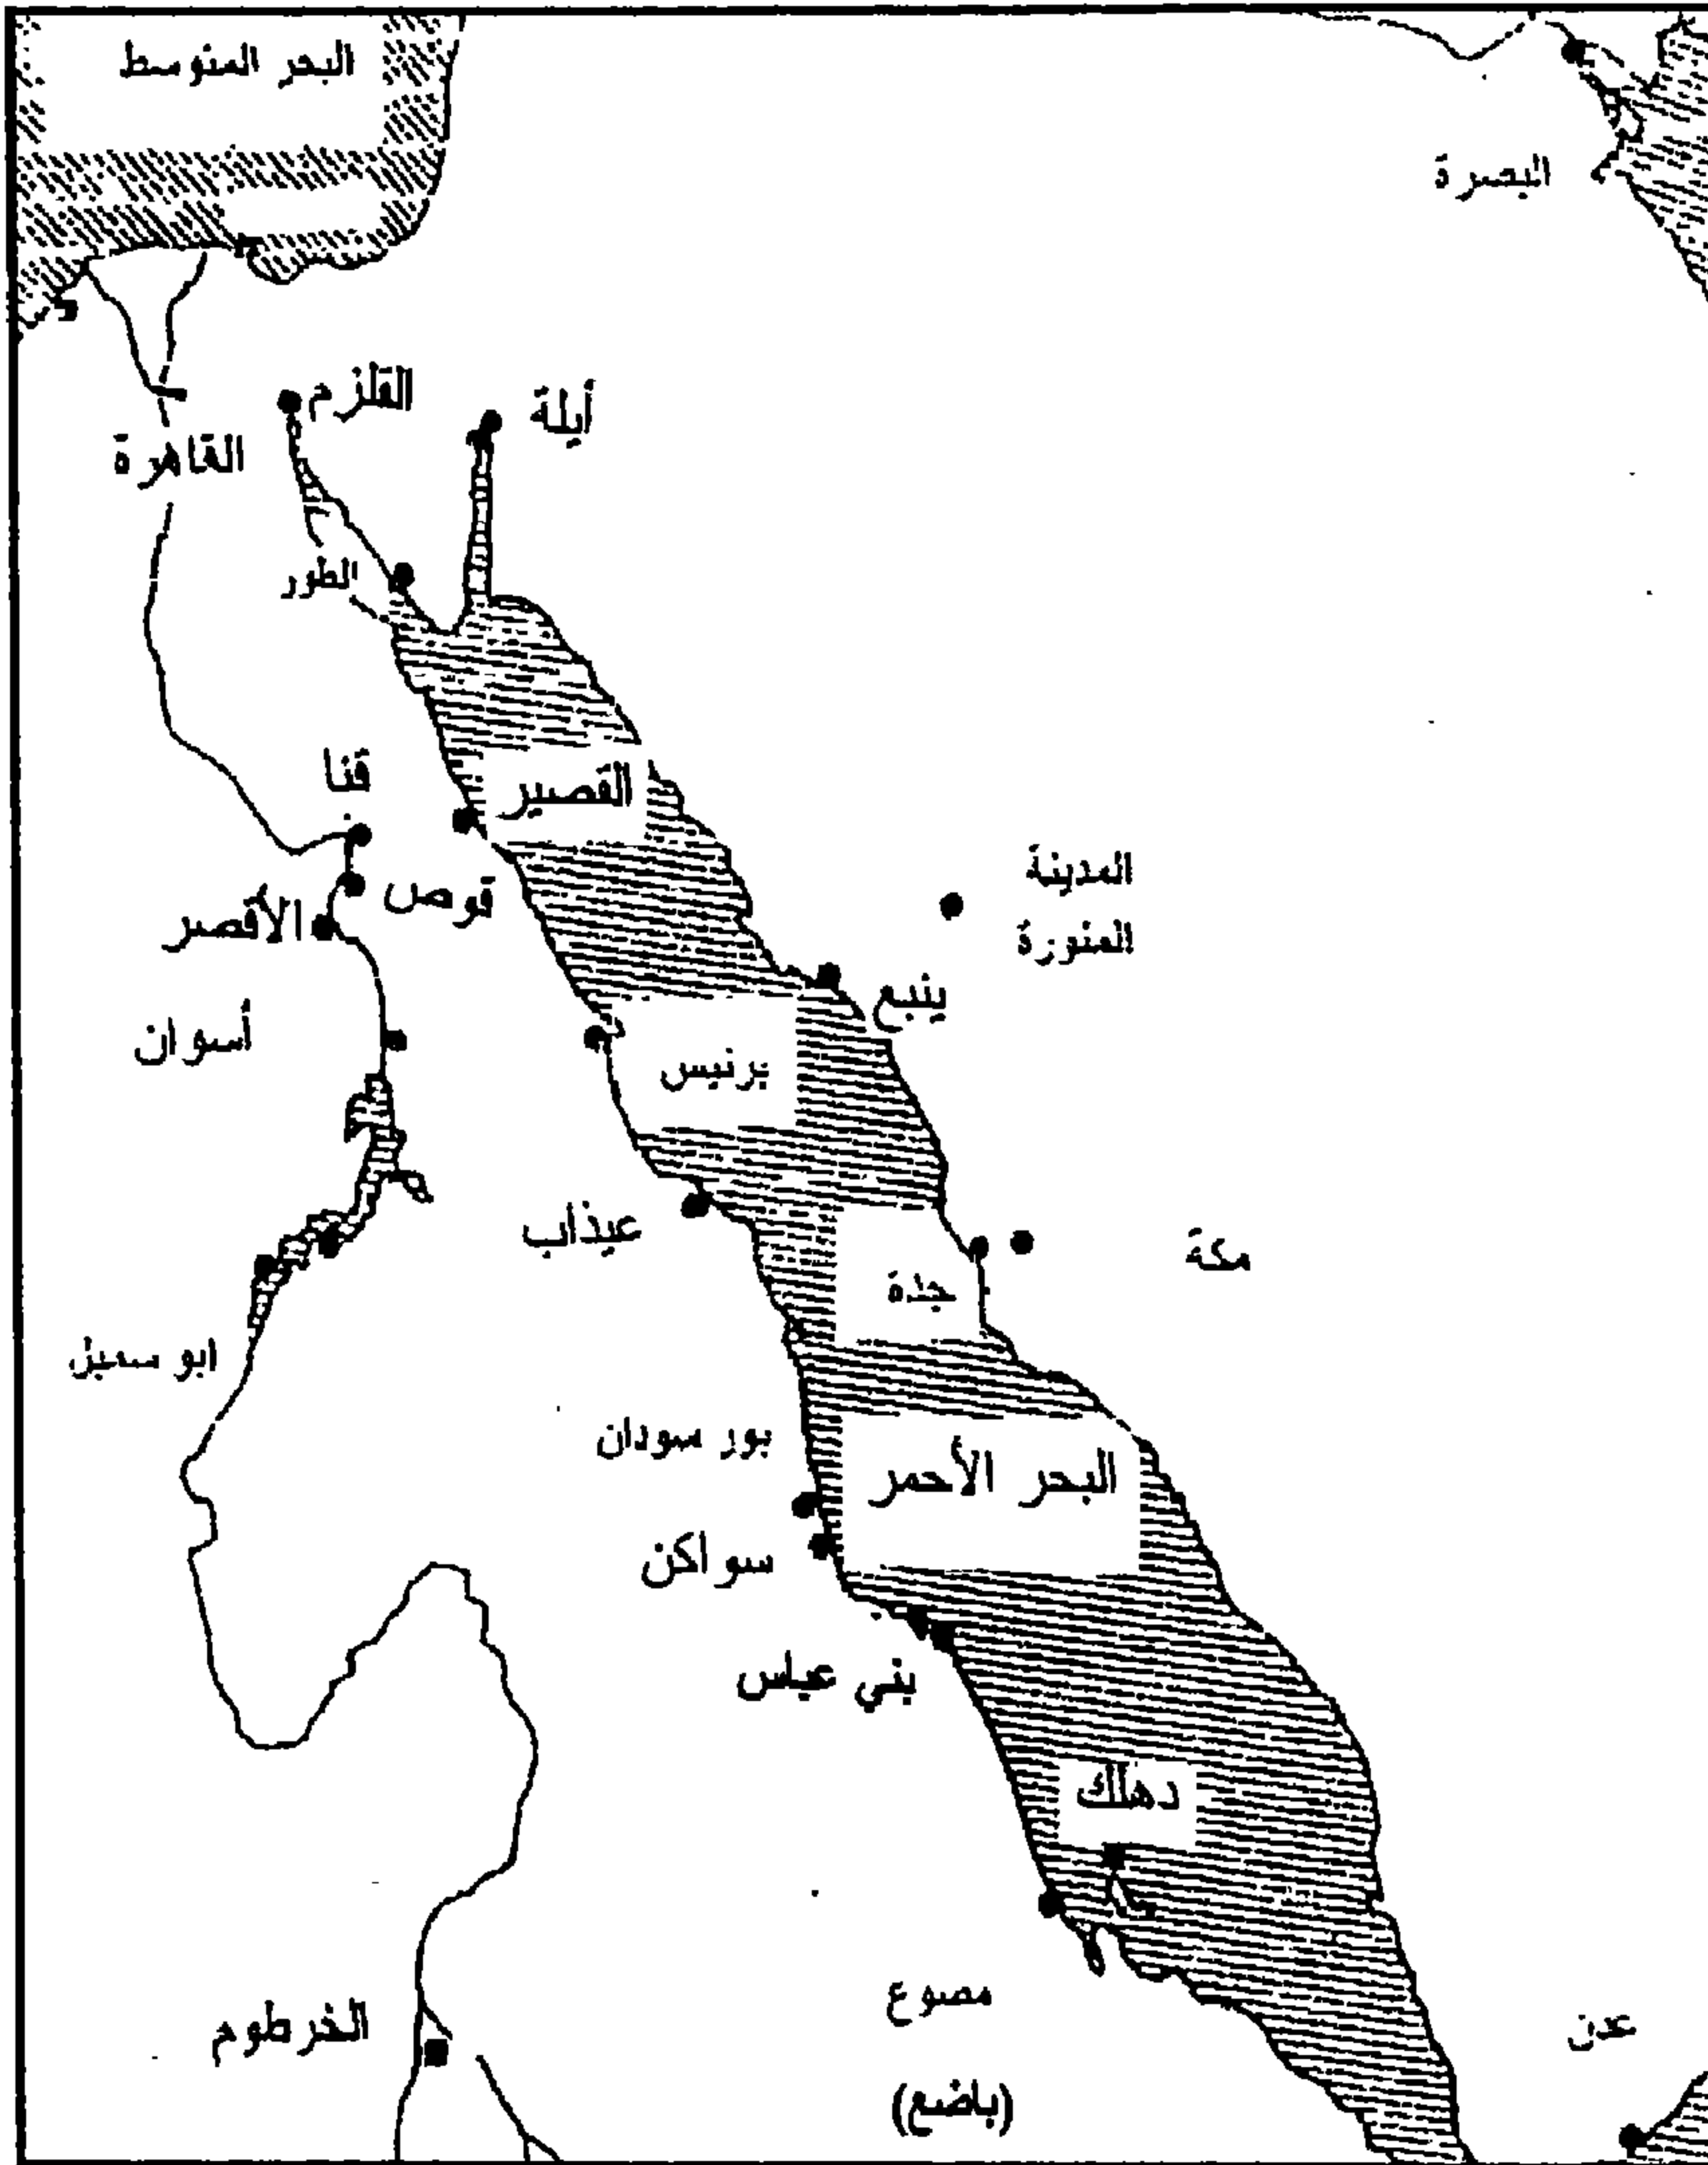 البحر المتوسط
البصرة
القلزم
أيلة
القاهرة
الطور
قنا
القصير
المدينة
المنورة
قوص
الأقصر
ينبع
أسوان
برنيس
عيذاب
مكة
جدة
ابو سمبل
بور سودان
البحر الأحمر
سواكن
بني عباس
دهلك
مصوع
(باضع)
الخرطوم
عدن